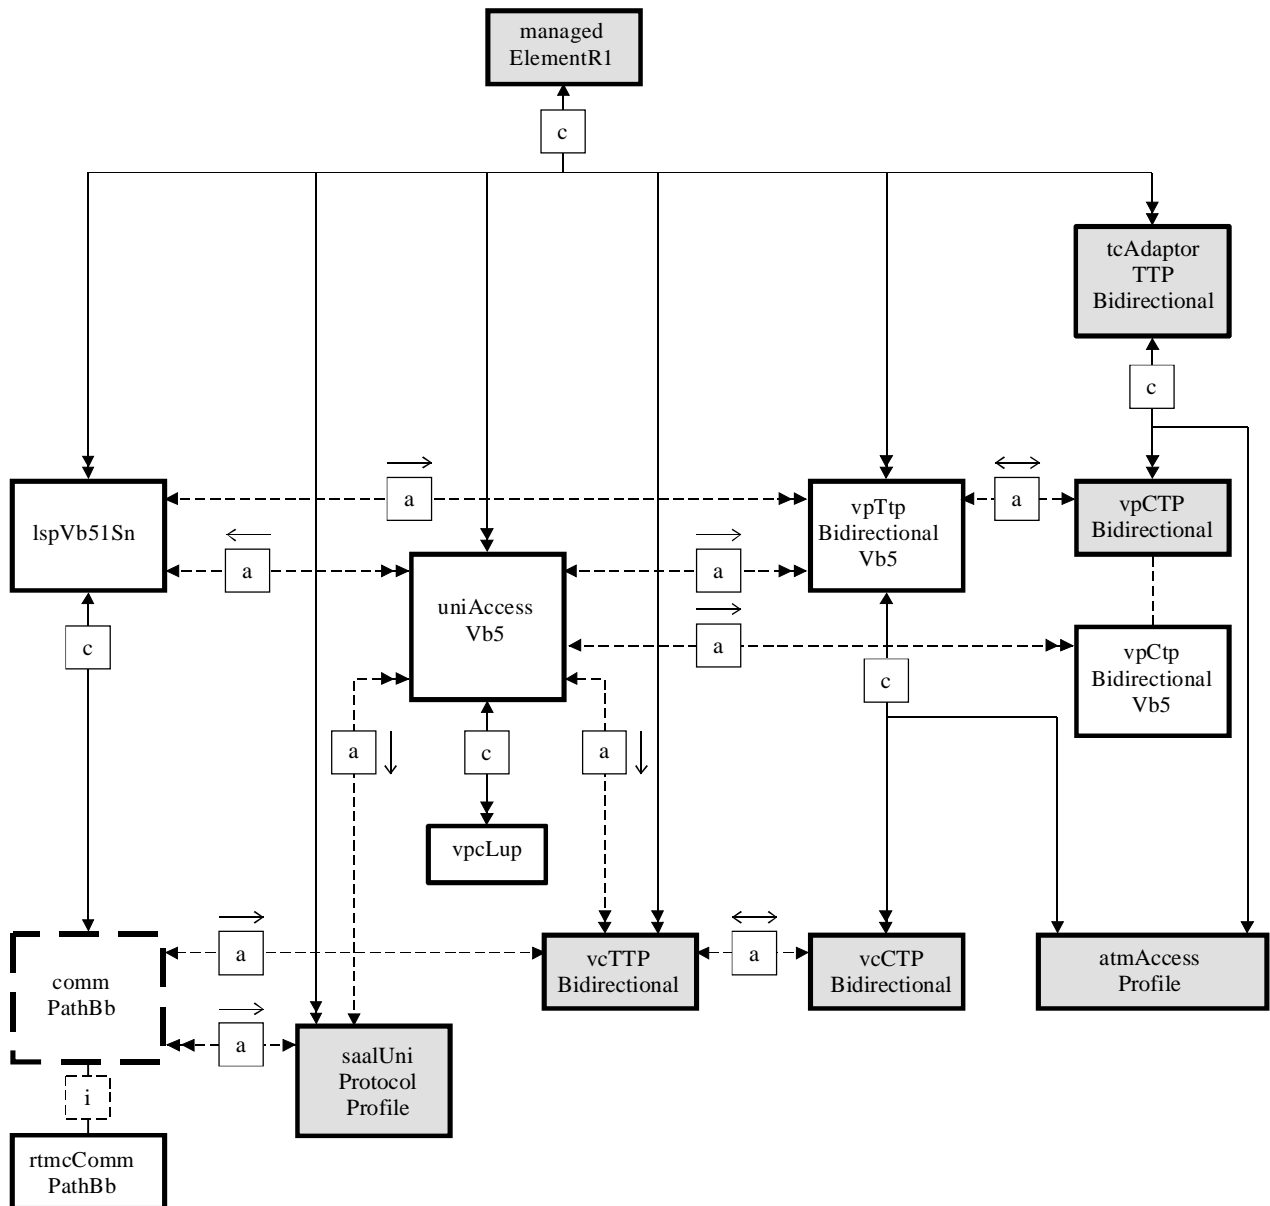 managed
ElementR1
c
tcAdaptor
TTP
Bidirectional
c
a
a
lspVb51Sn
vpTtp
Bidirectional
Vb5
vpCTP
Bidirectional
a
a
uniAccess
Vb5
a
c
c
vpCtp
Bidirectional
Vb5
a
c
a
vpcLup
a
a
comm
PathBb
vcTTP
Bidirectional
vcCTP
Bidirectional
atmAccess
Profile
a
saalUni
Protocol
Profile
i
rtmcComm
PathBb